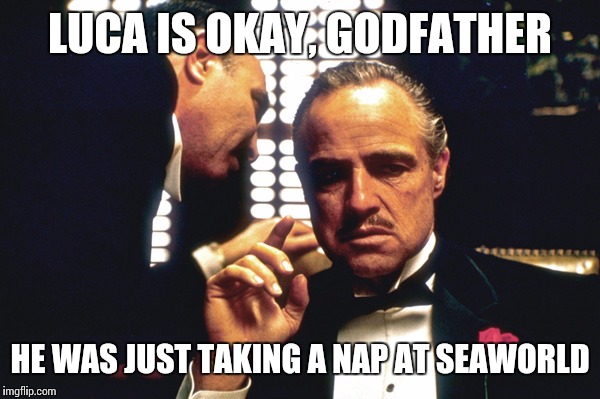 LUCA IS OKAY, GODFATHER
HE WAS JUST TAKING A NAP AT SEAWORLD
imgflip.com